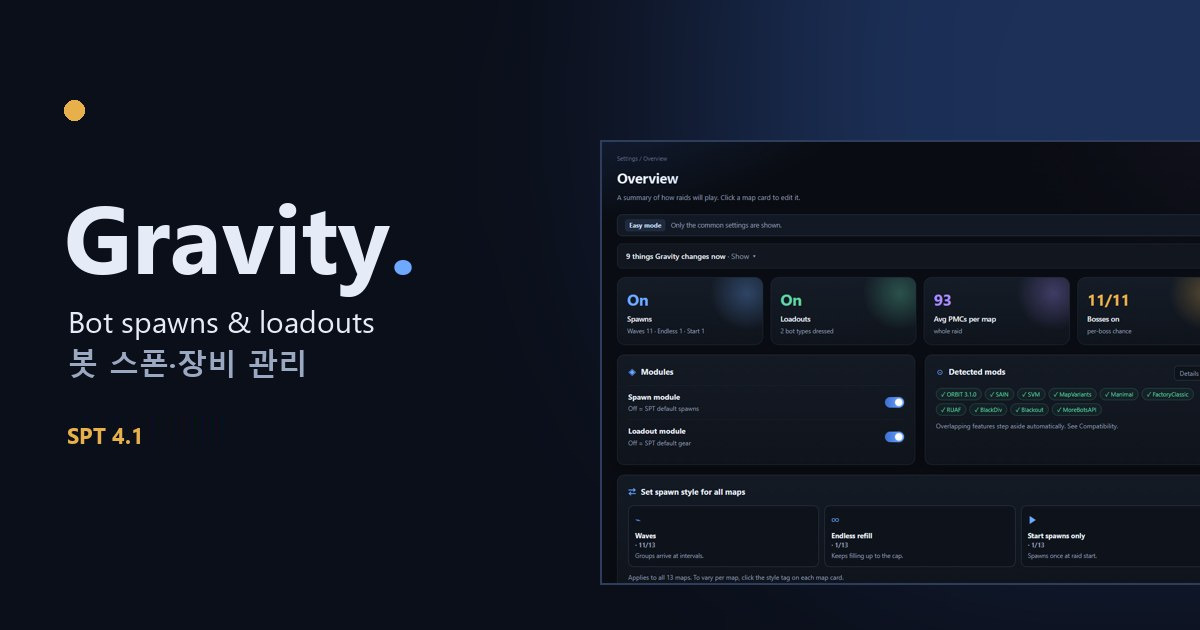 Gravity.
Bot spawns & loadouts
봇 스폰·장비 관리
SPT 4.1
Settings / Overview
Overview
A summary of how raids will play. Click a map card to edit it.
Easy mode Only the common settings are shown.
9 things Gravity changes now · Show
On
Spawns
Waves 11 · Endless 1 · Start 1
On
Loadouts
2 bot types dressed
93
Avg PMCs per map
whole raid
11/11
Bosses on
per-boss chance
Modules
Spawn module
Off = SPT default spawns
Loadout module
Off = SPT default gear
Detected mods
Details
✓ ORBIT 3.1.0 ✓ SAIN ✓ SVM ✓ MapVariants ✓ Manimal ✓ FactoryClassic
✓ RUAF ✓ BlackDiv ✓ Blackout ✓ MoreBotsAPI
Overlapping features step aside automatically. See Compatibility.
Set spawn style for all maps
Waves
· 11/13
Groups arrive at intervals.
Endless refill
· 1/13
Keeps filling up to the cap.
Start spawns only
· 1/13
Spawns once at raid start.
Applies to all 13 maps. To vary per map, click the style tag on each map card.